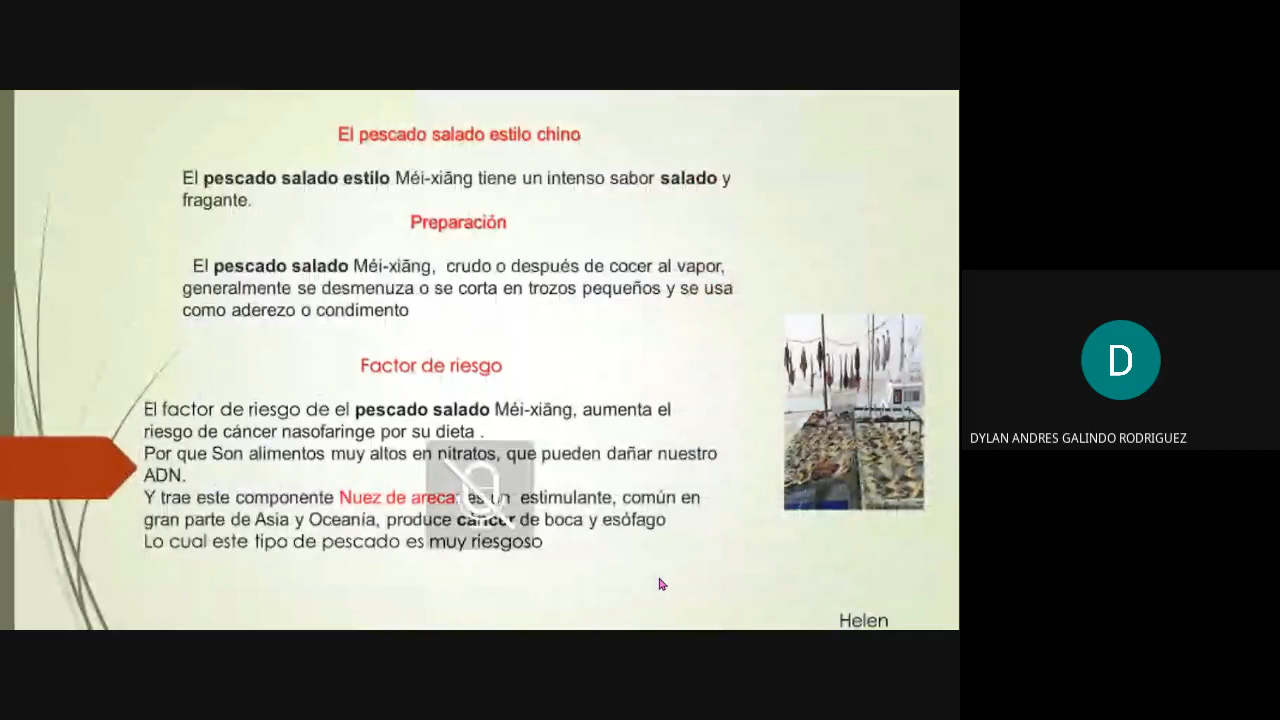 El pescado salado estilo chino
El pescado salado estilo Méi-xiāng tiene un intenso sabor salado y
fragante.
Preparación
El pescado salado Méi-xiāng, crudo o después de cocer al vapor,
generalmente se desmenuza o se corta en trozos pequeños y se usa
como aderezo o condimento
Factor de riesgo
El factor de riesgo de el pescado salado Méi-xiāng, aumenta el
riesgo de cáncer nasofaringe por su dieta .
Por que Son alimentos muy altos en nitratos, que pueden dañar nuestro
ADN.
Y trae este componente Nuez de areca: es un estimulante, común en
gran parte de Asia y Oceanía, produce cáncer de boca y esófago
Lo cual este tipo de pescado es muy riesgoso
Helen
D
DYLAN ANDRES GALINDO RODRIGUEZ